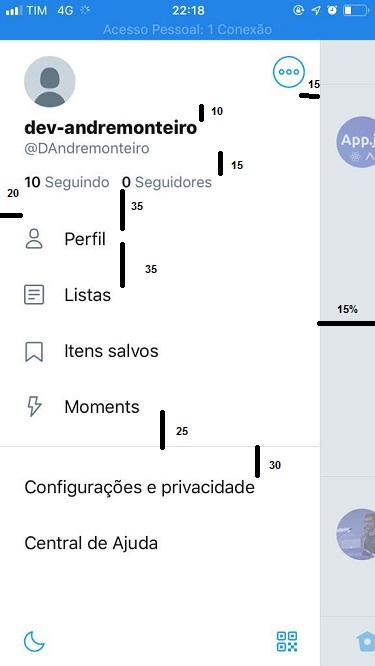 TIM 4G 22:18
Acesso Pessoal: 1 Conexão
15
10
dev-andremonteiro
@DAndremonteiro
15
10 Seguindo 0 Seguidores
20
35
Perfil
35
Listas
15%
Itens salvos
Moments
25
30
Configurações e privacidade
Central de Ajuda
App.j